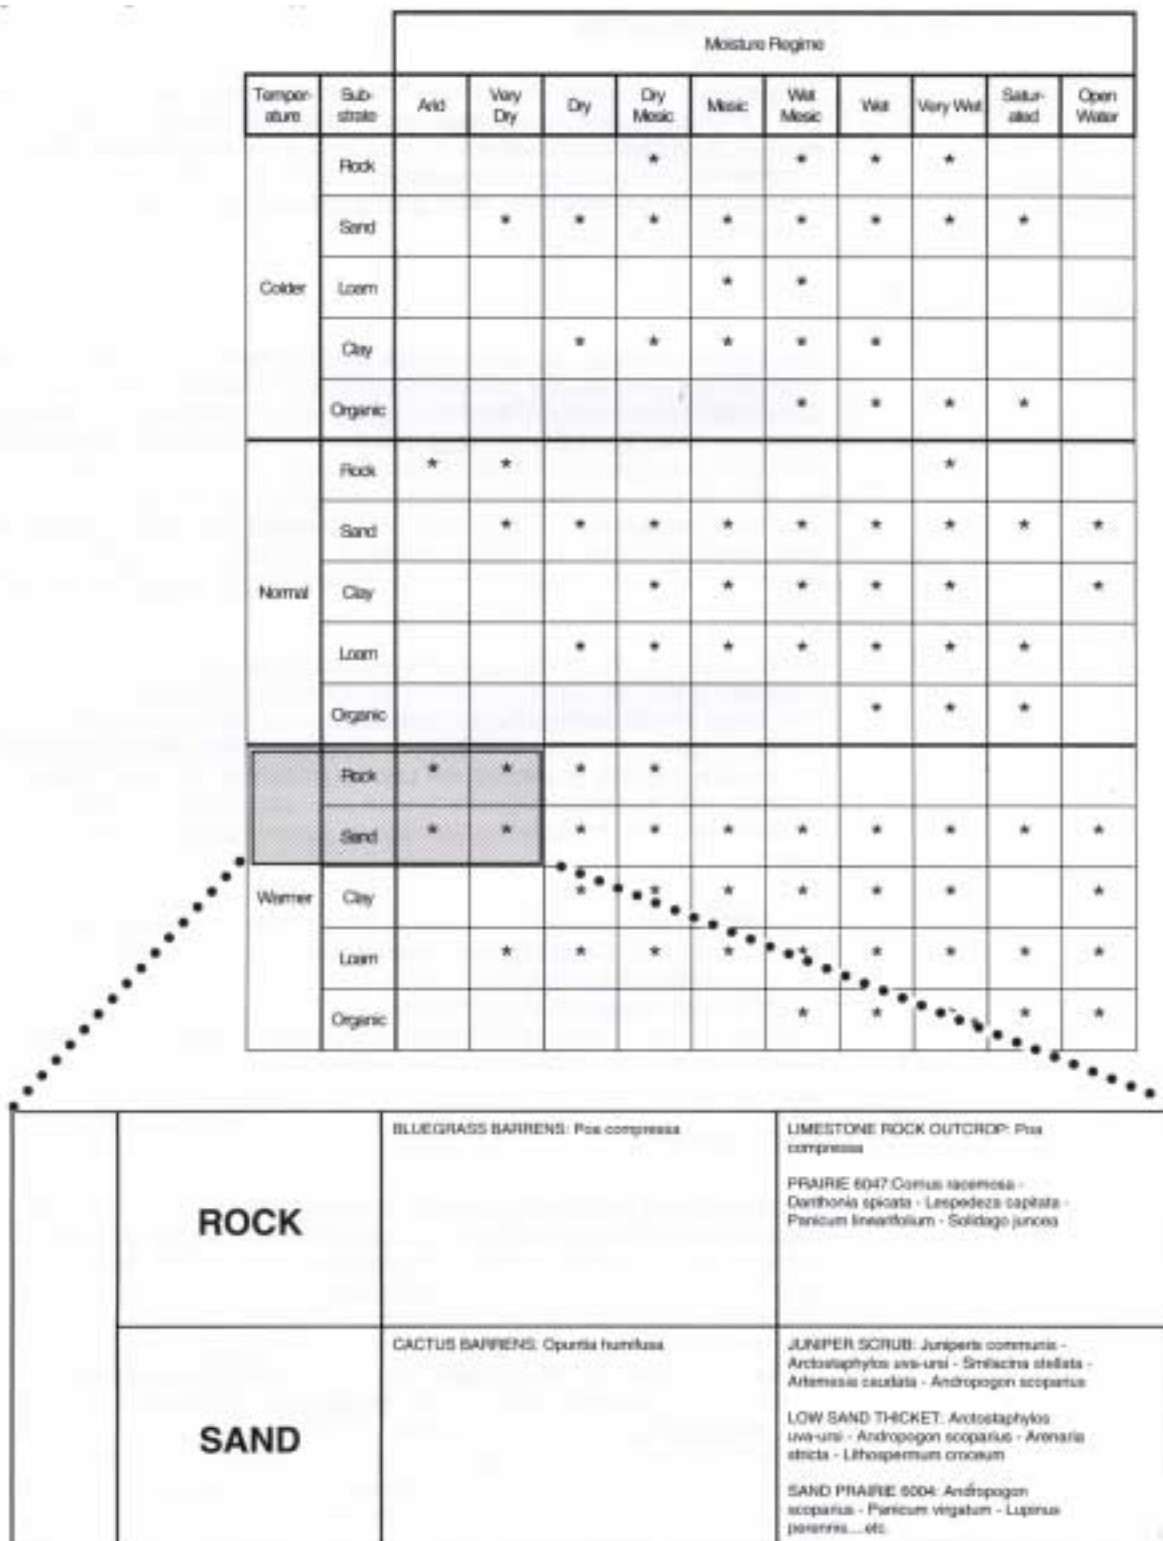 Moisture Regime
Temper-
ature
Sub-
strate
Arid
Very
Dry
Dry
Dry
Mesic
Mesic
Wet
Mesic
Wet
Very Wet
Satur-
ated
Open
Water
Rock * * * *
Sand * * * * * * * *
Colder Loam * *
Clay * * * * *
Organic * * * *
Rock * * *
Sand * * * * * * * * *
Normal Clay * * * * * *
Loam * * * * * * *
Organic * * *
Rock * * * *
Sand * * * * * * * * * *
Warmer Clay * * * * * * *
Loam * * * * * * * * *
Organic * * * * *
ROCK
BLUEGRASS BARRENS: Poa compressa
LIMESTONE ROCK OUTCROP: Poa
compressa
PRAIRIE 6047:Cornus racemosa -
Danthonia spicata - Lespedeza capitata -
Panicum linearifolium - Solidago juncea
SAND
CACTUS BARRENS: Opuntia humifusa
JUNIPER SCRUB: Juniperis communis -
Arctostaphylos uva-ursi - Smilacina stellata -
Artemesia caudata - Andropogon scoparius
LOW SAND THICKET: Arctostaphylos
uva-ursi - Andropogon scoparius - Arenaria
stricta - Lithospermum croceum
SAND PRAIRIE 6004: Andropogon
scoparius - Panicum virgatum - Lupinus
perennis....etc.